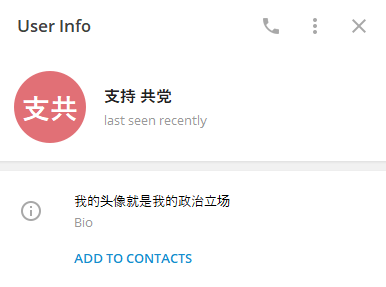 User Info
支共
支持 共党
last seen recently
我的头像就是我的政治立场
Bio
ADD TO CONTACTS